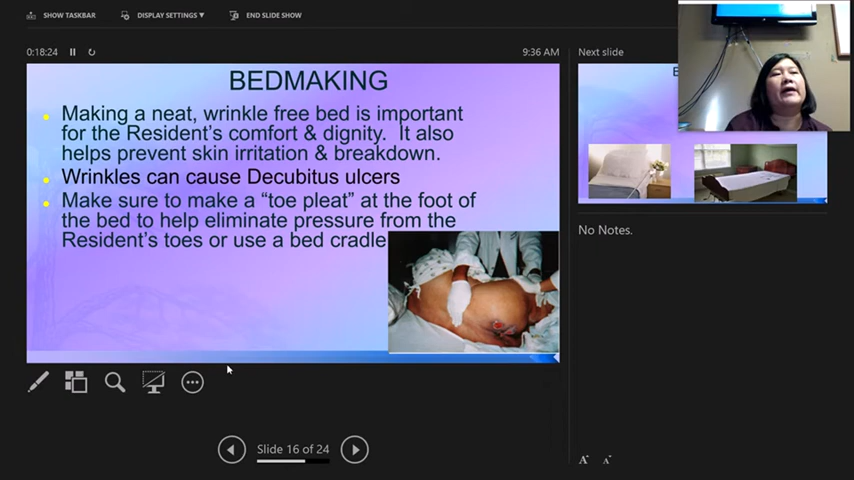 SHOW TASKBAR
DISPLAY SETTINGS ▼
END SLIDE SHOW
0:18:24
9:36 AM
Next slide
BEDMAKING
Making a neat, wrinkle free bed is important
for the Resident's comfort & dignity. It also
helps prevent skin irritation & breakdown.
Wrinkles can cause Decubitus ulcers
Make sure to make a “toe pleat” at the foot of
the bed to help eliminate pressure from the
Resident's toes or use a bed cradle
No Notes.
Slide 16 of 24
A A